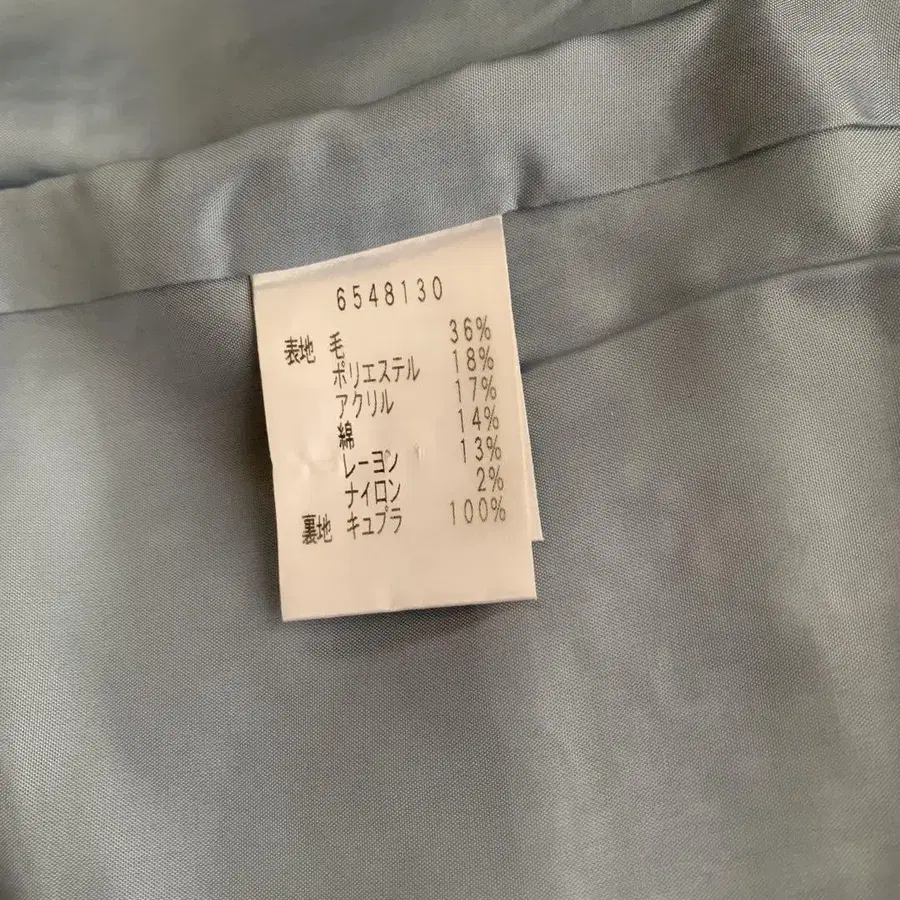 6548130
表地 毛 36%
ポリエステル 18%
アクリル 17%
綿 14%
レーヨン 13%
ナイロン 2%
裏地 キュプラ 100%